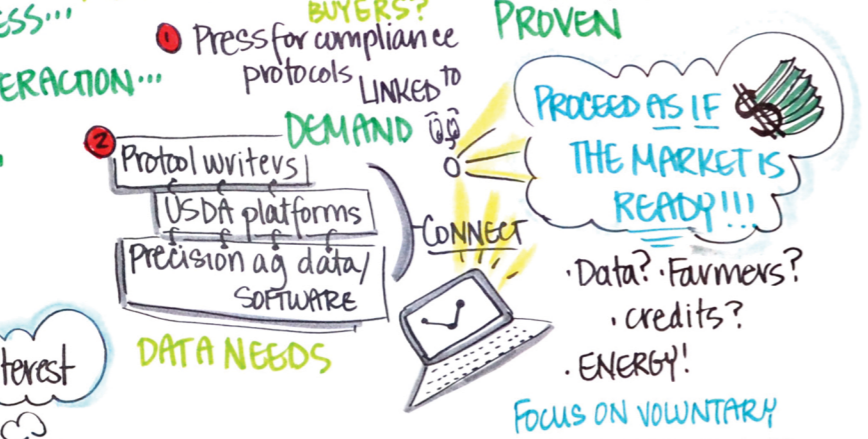 ESS...
ERACTION...
BUYERS?
1 Press for compliance
protocols LINKED to
DEMAND
2
Protool writers
USDA platforms
Precision ag data/
SOFTWARE
CONNECT
DATA NEEDS
terest
PROVEN
PROCEED AS IF
THE MARKET IS
READY!!!
$
· Data? · Farmers?
· credits?
· ENERGY!
FOCUS ON VOLUNTARY